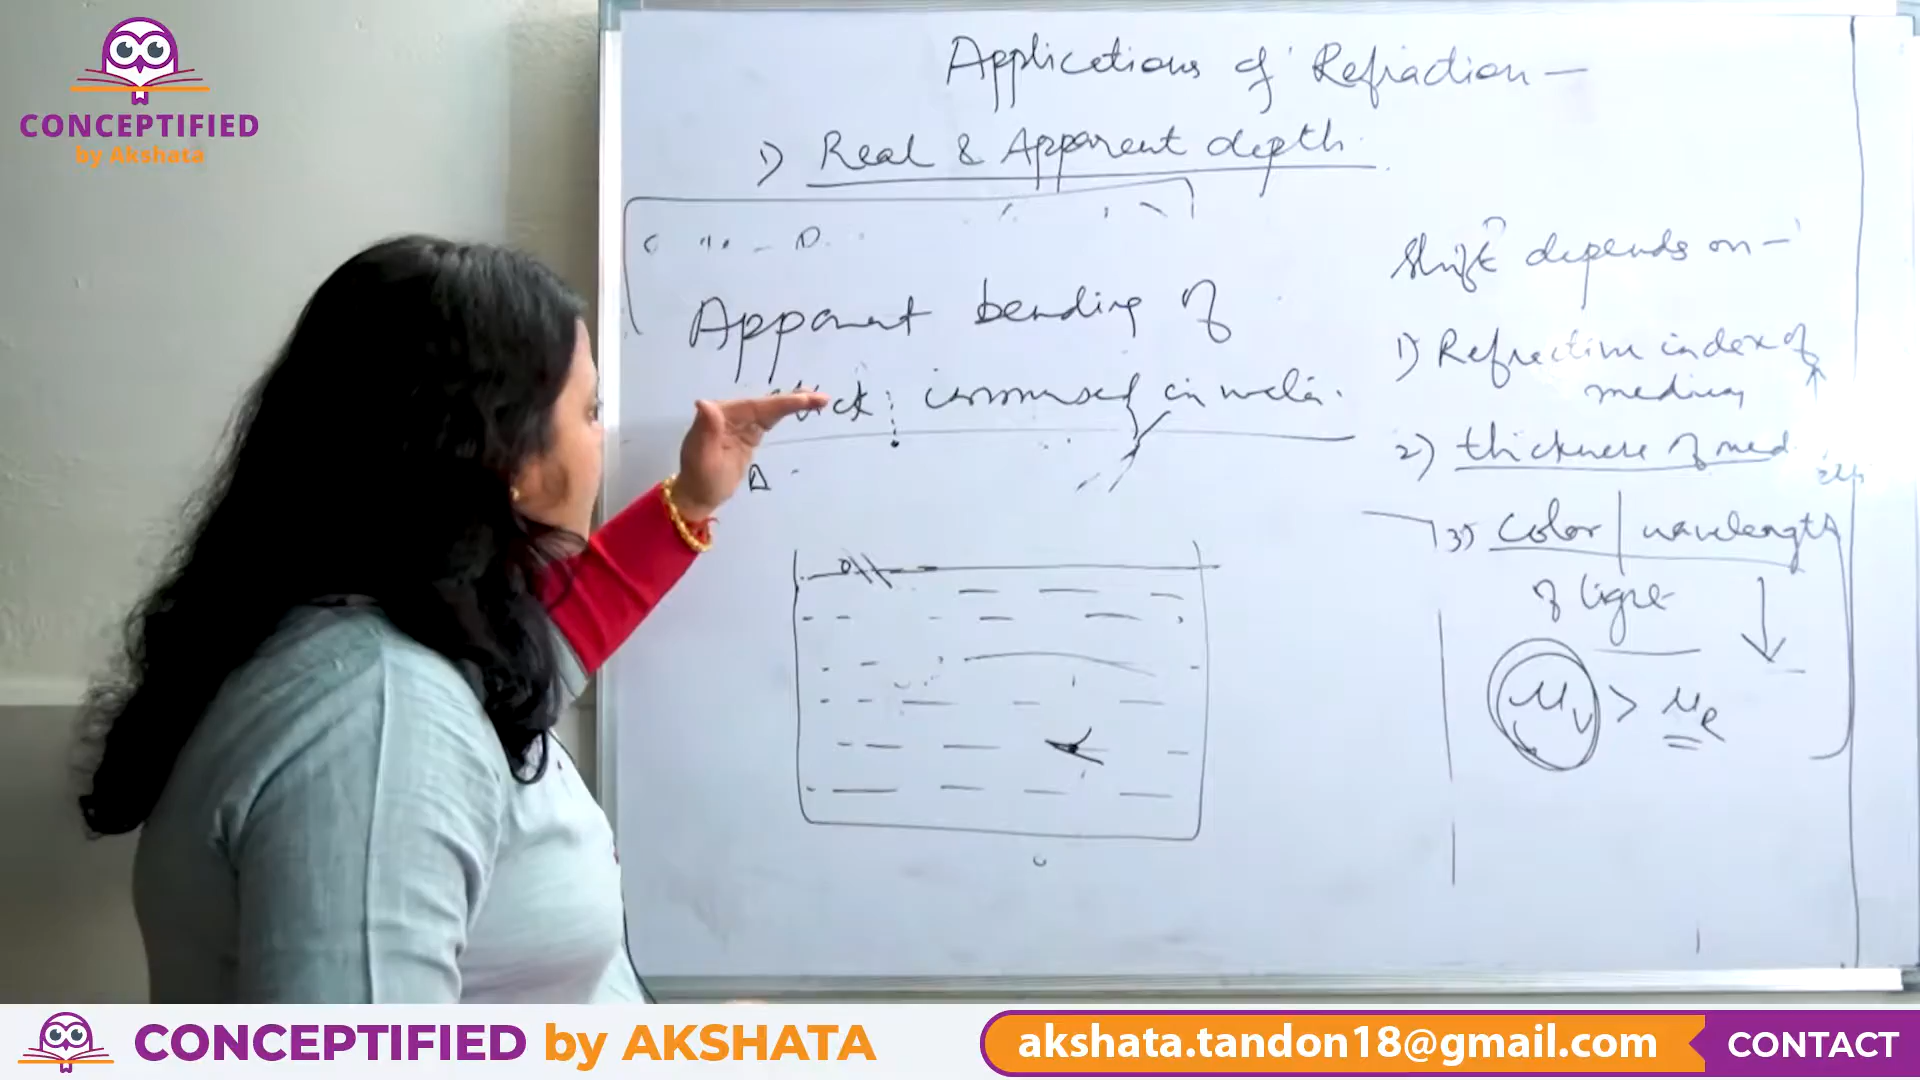 CONCEPTIFIED
by Akshata
Applications of Refraction —
1) Real & Apparent depth.
Apparent bending of
immersed in water.
Shift depends on —
1) Refractive index of
medium
2) thickness of med
3) Color | wavelength
of light
μv > μR
CONCEPTIFIED by AKSHATA
akshata.tandon18@gmail.com
CONTACT